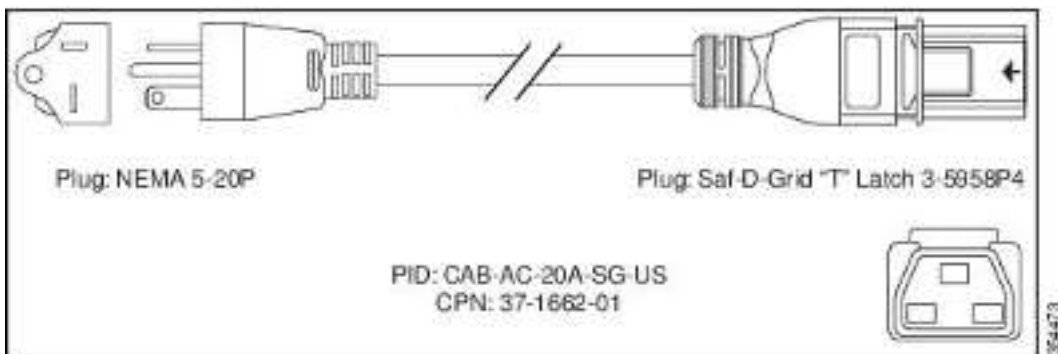 Plug: NEMA 5-20P
Plug: Saf-D-Grid "T" Latch 3-5958P4
PID: CAB-AC-20A-SG-US
CPN: 37-1662-01